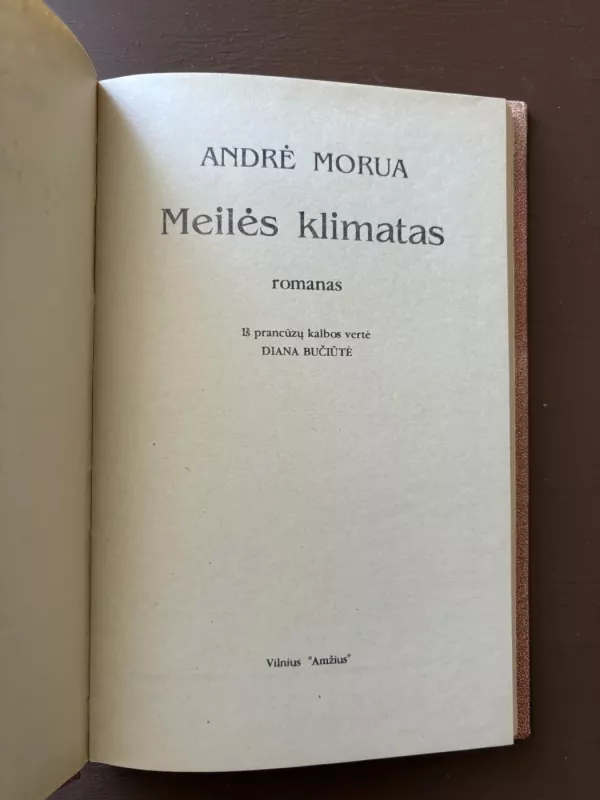 ANDRĖ MORUA
Meilės klimatas
romanas
Iš prancūzų kalbos vertė
DIANA BUČIŪTĖ
Vilnius "Amžius"